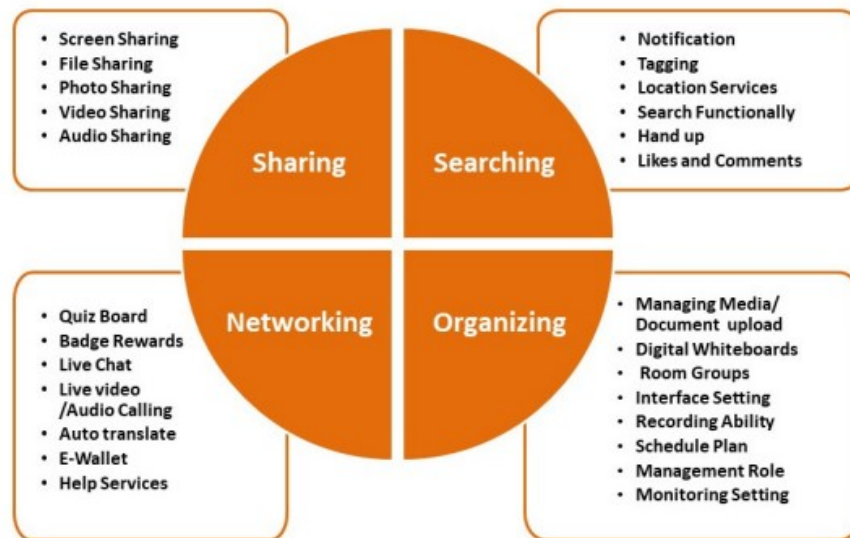 Screen Sharing
File Sharing
Photo Sharing
Video Sharing
Audio Sharing
Sharing
Searching
Notification
Tagging
Location Services
Search Functionally
Hand up
Likes and Comments
Quiz Board
Badge Rewards
Live Chat
Live video
/Audio Calling
Auto translate
E-Wallet
Help Services
Networking
Organizing
Managing Media/
Document upload
Digital Whiteboards
Room Groups
Interface Setting
Recording Ability
Schedule Plan
Management Role
Monitoring Setting